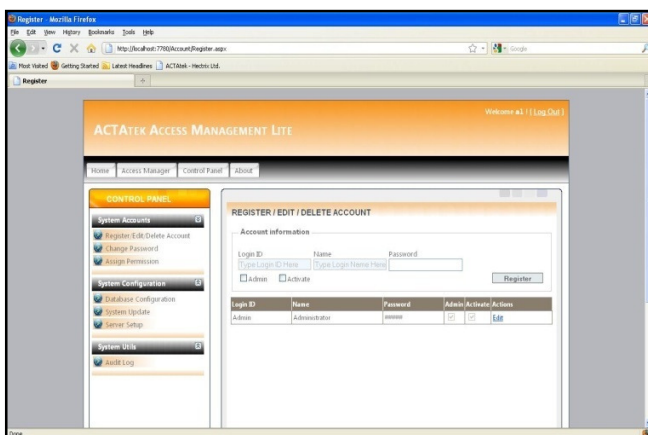 Register - Mozilla Firefox
File Edit View History Bookmarks Tools Help
http://localhost:7780/Account/Register.aspx
Google
Most Visited Getting Started Latest Headlines ACTAtek - Hectrix Ltd.
Register
Welcome a1 ! [ Log Out ]
ACTATEK ACCESS MANAGEMENT LITE
Home Access Manager Control Panel About
CONTROL PANEL
System Accounts
Register/Edit/Delete Account
Change Password
Assign Permission
System Configuration
Database Configuration
System Update
Server Setup
System Utils
Audit Log
REGISTER / EDIT / DELETE ACCOUNT
Account information
Login ID Name Password
Type Login ID Here Type Login Name Here
Admin Activate
Register
Login ID Name Password Admin Activate Actions
Admin Administrator Edit
Done